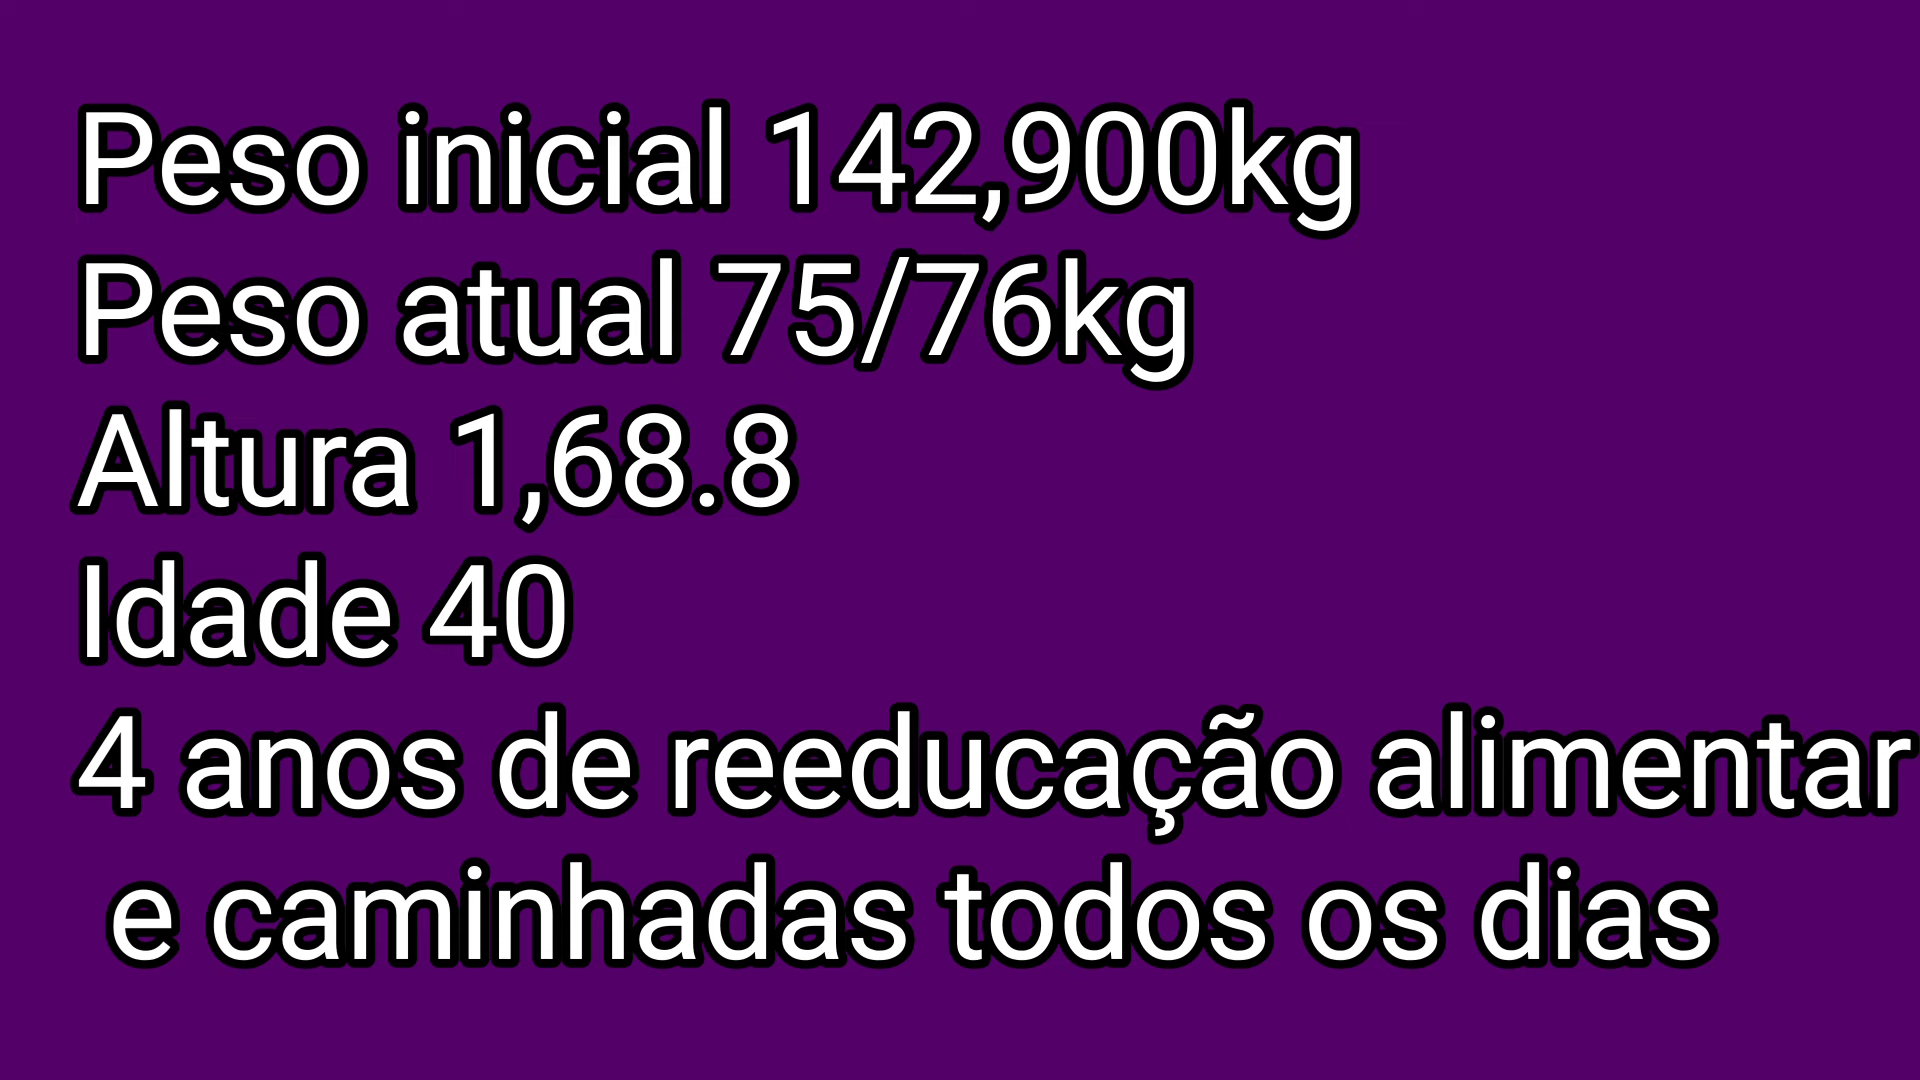 Peso inicial 142,900kg
Peso atual 75/76kg
Altura 1,68.8
Idade 40
4 anos de reeducação alimentar
e caminhadas todos os dias